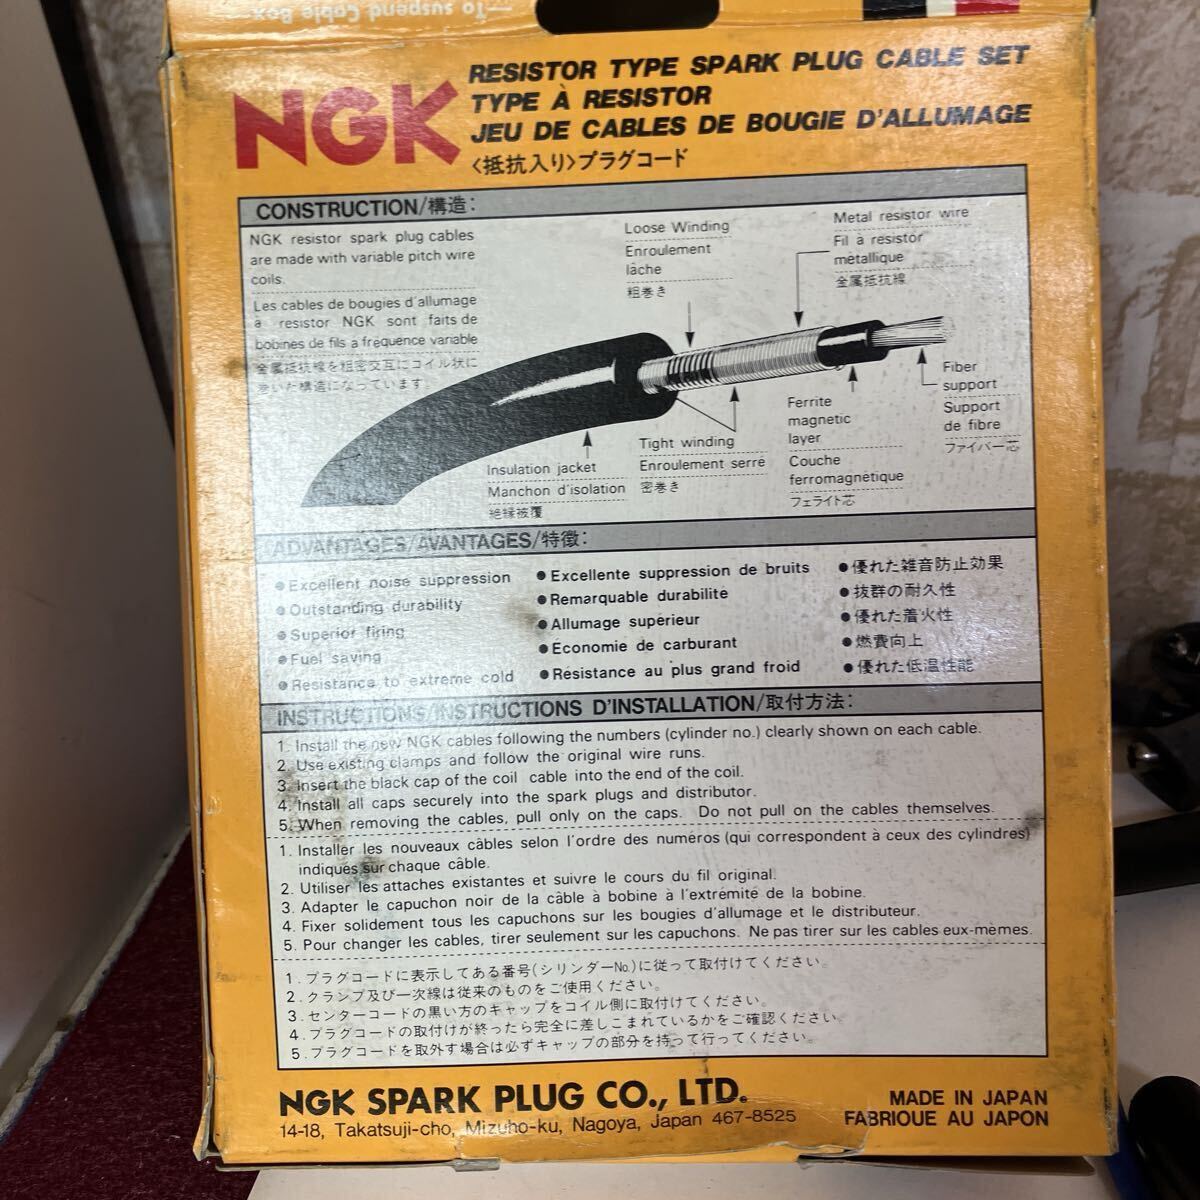 To suspend Cable Box
NGK
RESISTOR TYPE SPARK PLUG CABLE SET
TYPE À RESISTOR
JEU DE CABLES DE BOUGIE D'ALLUMAGE
〈抵抗入り〉プラグコード
CONSTRUCTION/構造:
NGK resistor spark plug cables
are made with variable pitch wire
coils.
Les cables de bougies d'allumage
à resistor NGK sont faits de
bobines de fils a fréquence variable
金属抵抗線を粗密交互にコイル状に
巻いた構造になっています.
Loose Winding
Enroulement
lâche
粗巻き
Metal resistor wire
Fil à resistor
métallique
金属抵抗線
Fiber
support
Support
de fibre
ファイバー芯
Ferrite
magnetic
layer
Couche
ferromagnétique
フェライト芯
Tight winding
Enroulement serré
密巻き
Insulation jacket
Manchon d'isolation
絶縁被覆
ADVANTAGES/AVANTAGES/特徴:
● Excellent noise suppression
● Outstanding durability
● Superior firing
● Fuel saving
● Resistance to extreme cold
● Excellente suppression de bruits
● Remarquable durabilité
● Allumage supérieur
● Économie de carburant
● Résistance au plus grand froid
● 優れた雑音防止効果
● 抜群の耐久性
● 優れた着火性
● 燃費向上
● 優れた低温性能
INSTRUCTIONS/INSTRUCTIONS D'INSTALLATION/取付方法:
1. Install the new NGK cables following the numbers (cylinder no.) clearly shown on each cable.
2. Use existing clamps and follow the original wire runs.
3. Insert the black cap of the coil cable into the end of the coil.
4. Install all caps securely into the spark plugs and distributor.
5. When removing the cables, pull only on the caps. Do not pull on the cables themselves.
1. Installer les nouveaux câbles selon l'ordre des numéros (qui correspondent à ceux des cylindres)
indiqués sur chaque câble.
2. Utiliser les attaches existantes et suivre le cours du fil original.
3. Adapter le capuchon noir de la câble à bobine à l'extrémité de la bobine.
4. Fixer solidement tous les capuchons sur les bougies d'allumage et le distributeur.
5. Pour changer les cables, tirer seulement sur les capuchons. Ne pas tirer sur les cables eux-mêmes.
1. プラグコードに表示してある番号(シリンダーNo.)に従って取付けてください。
2. クランプ及び一次線は従来のものをご使用ください。
3. センターコードの黒い方のキャップをコイル側に取付けてください。
4. プラグコードの取付けが終ったら完全に差しこまれているかをご確認ください。
5. プラグコードを取外す場合は必ずキャップの部分を持って行ってください。
NGK SPARK PLUG CO., LTD.
14-18, Takatsuji-cho, Mizuho-ku, Nagoya, Japan 467-8525
MADE IN JAPAN
FABRIQUE AU JAPON